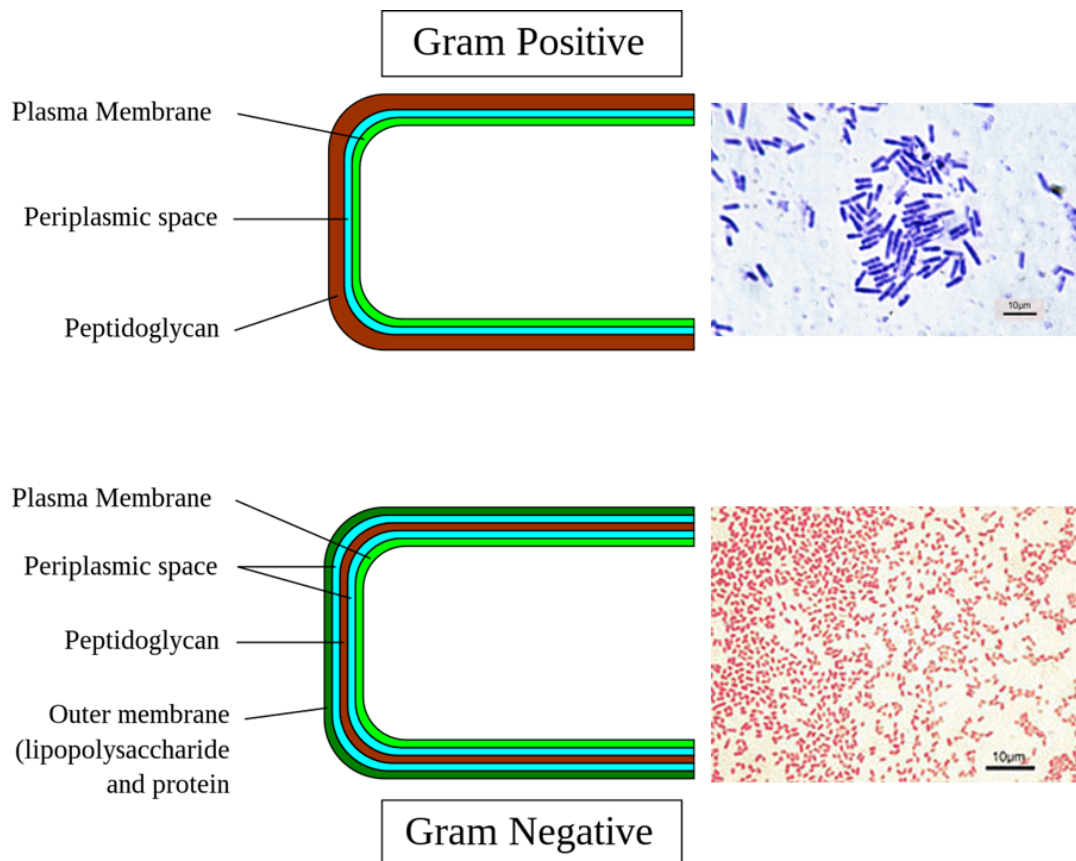 Gram Positive
Plasma Membrane
Periplasmic space
Peptidoglycan
10µm
Plasma Membrane
Periplasmic space
Peptidoglycan
Outer membrane
(lipopolysaccharide
and protein
10µm
Gram Negative